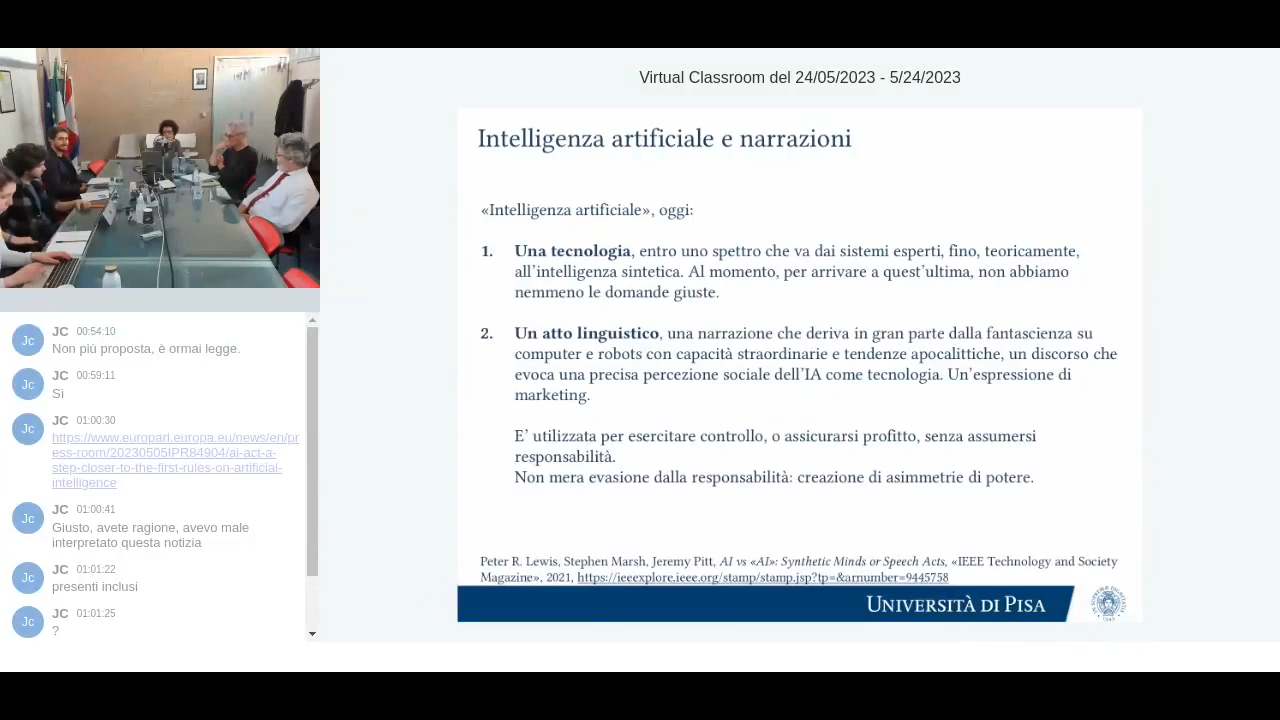 Virtual Classroom del 24/05/2023 - 5/24/2023
Intelligenza artificiale e narrazioni
«Intelligenza artificiale», oggi:
1. Una tecnologia, entro uno spettro che va dai sistemi esperti, fino, teoricamente,
all'intelligenza sintetica. Al momento, per arrivare a quest'ultima, non abbiamo
nemmeno le domande giuste.
2. Un atto linguistico, una narrazione che deriva in gran parte dalla fantascienza su
computer e robots con capacità straordinarie e tendenze apocalittiche, un discorso che
evoca una precisa percezione sociale dell'IA come tecnologia. Un'espressione di
marketing.
E' utilizzata per esercitare controllo, o assicurarsi profitto, senza assumersi
responsabilità.
Non mera evasione dalla responsabilità: creazione di asimmetrie di potere.
Peter R. Lewis, Stephen Marsh, Jeremy Pitt, AI vs «AI»: Synthetic Minds or Speech Acts, «IEEE Technology and Society
Magazine», 2021, https://ieeexplore.ieee.org/stamp/stamp.jsp?tp=&arnumber=9445758
UNIVERSITÀ DI PISA
Jc JC 00:54:10
Non più proposta, è ormai legge.
Jc JC 00:59:11
Sì
Jc JC 01:00:30
https://www.europarl.europa.eu/news/en/pr
ess-room/20230505IPR84904/ai-act-a-
step-closer-to-the-first-rules-on-artificial-
intelligence
Jc JC 01:00:41
Giusto, avete ragione, avevo male
interpretato questa notizia
Jc JC 01:01:22
presenti inclusi
Jc JC 01:01:25
?